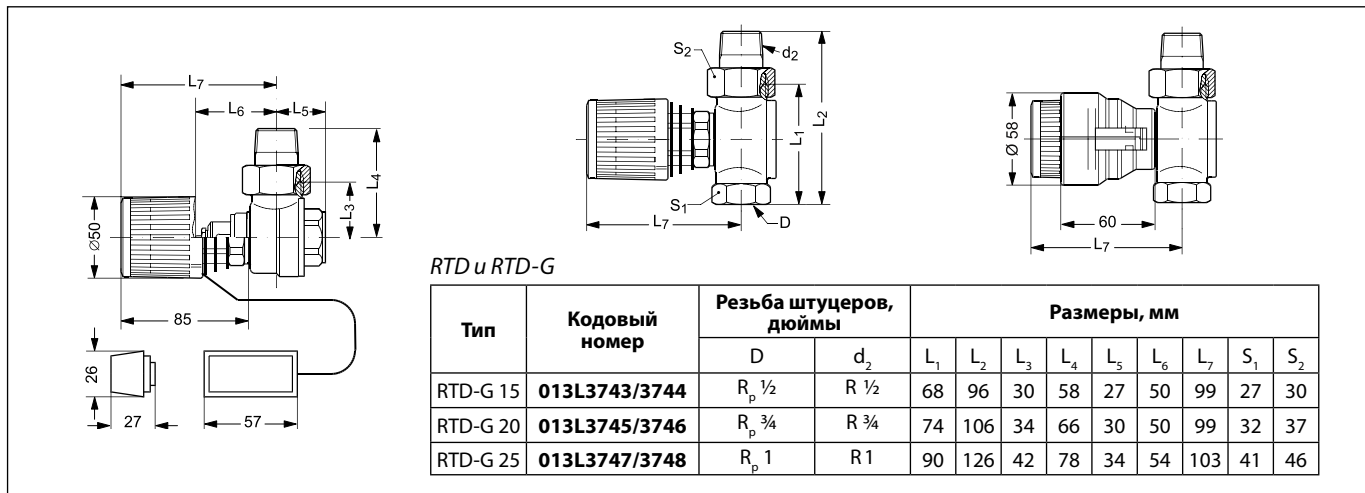 L7
L6
L5
L4
L3
Ø50
85
26
27
57
S2
d2
L1
L2
S1
D
L7
Ø 58
60
L7
RTD и RTD-G
Тип
Кодовый номер
Резьба штуцеров, дюймы
Размеры, мм
D d2 L1 L2 L3 L4 L5 L6 L7 S1 S2
RTD-G 15 013L3743/3744 Rp ½ R ½ 68 96 30 58 27 50 99 27 30
RTD-G 20 013L3745/3746 Rp ¾ R ¾ 74 106 34 66 30 50 99 32 37
RTD-G 25 013L3747/3748 Rp 1 R 1 90 126 42 78 34 54 103 41 46